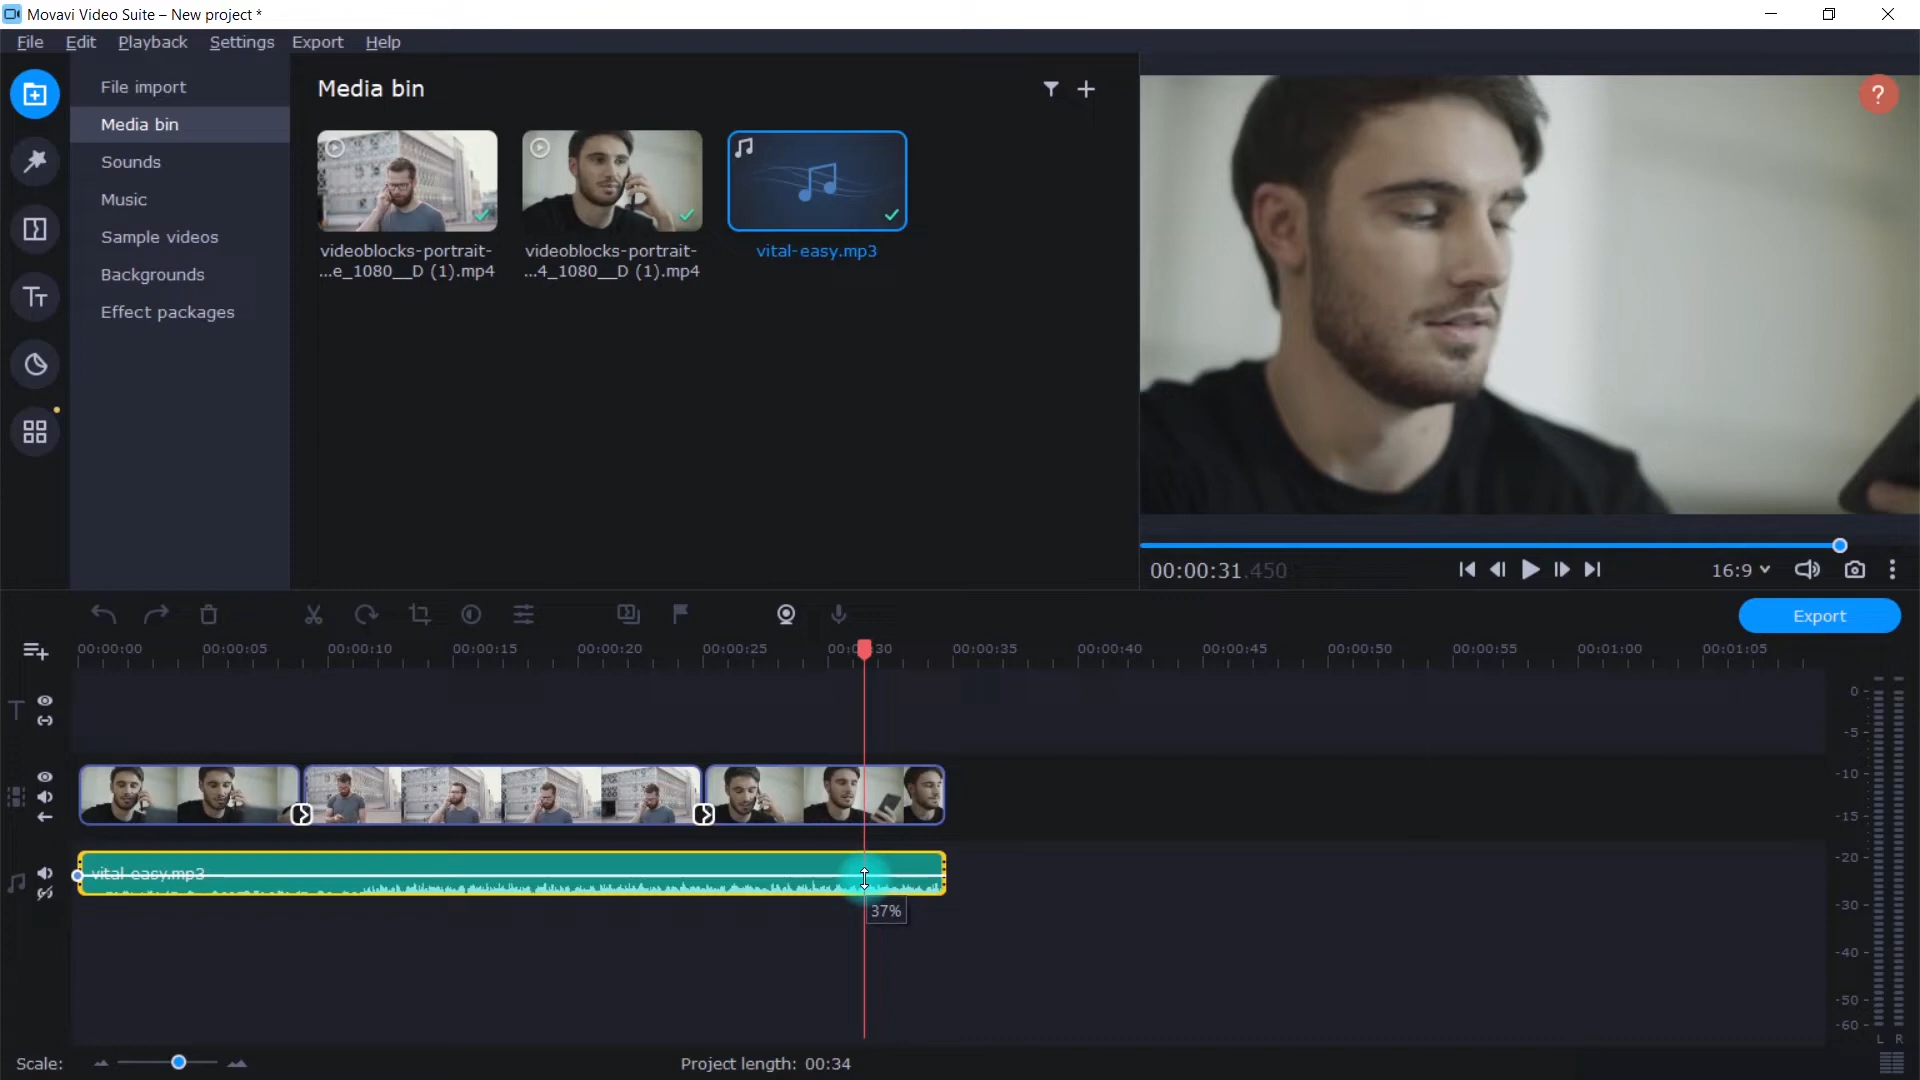 Movavi Video Suite – New project *
File Edit Playback Settings Export Help
File import
Media bin
Sounds
Music
Sample videos
Backgrounds
Effect packages
Media bin
videoblocks-portrait-
...e_1080__D (1).mp4
videoblocks-portrait-
...4_1080__D (1).mp4
vital-easy.mp3
?
00:00:31.450
16:9
Export
00:00:00 00:00:05 00:00:10 00:00:15 00:00:20 00:00:25 00:00:30 00:00:35 00:00:40 00:00:45 00:00:50 00:00:55 00:01:00 00:01:05
T
vital-easy.mp3
37%
0
-5
-10
-15
-20
-30
-40
-50
-60
L R
Scale:
Project length: 00:34